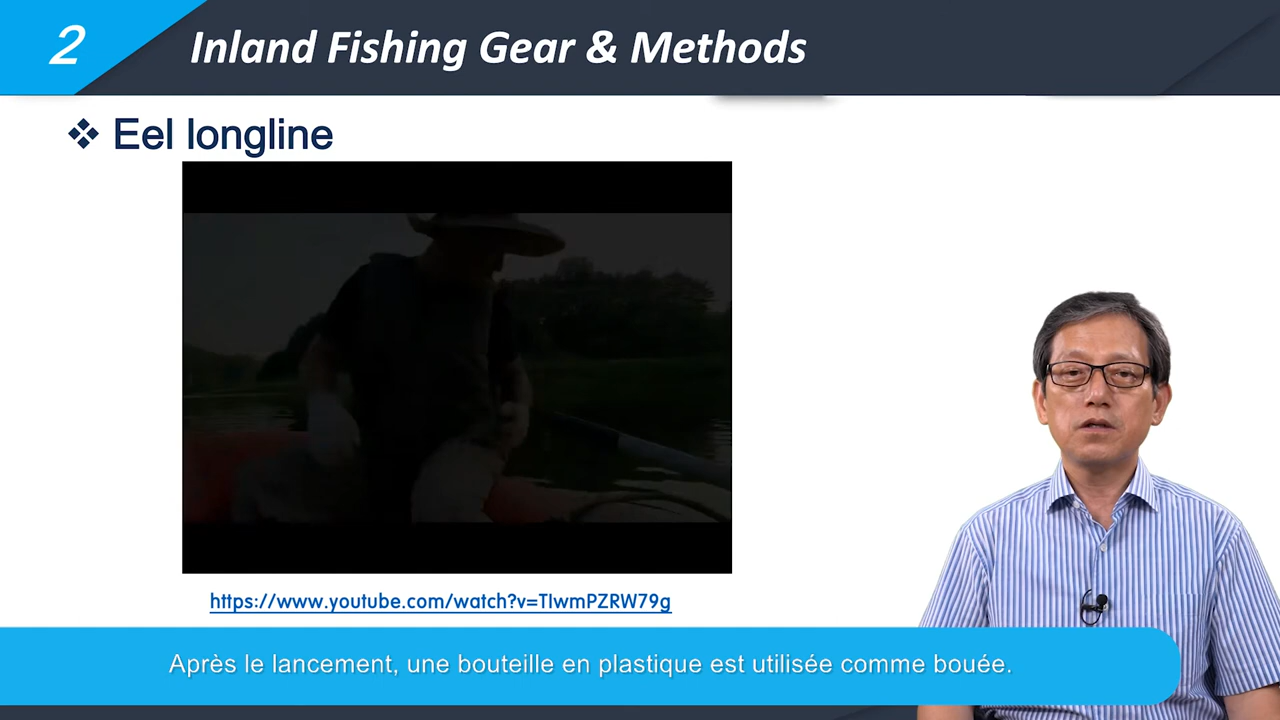 2
Inland Fishing Gear & Methods
❖ Eel longline
https://www.youtube.com/watch?v=TIwmPZRW79g
Après le lancement, une bouteille en plastique est utilisée comme bouée.